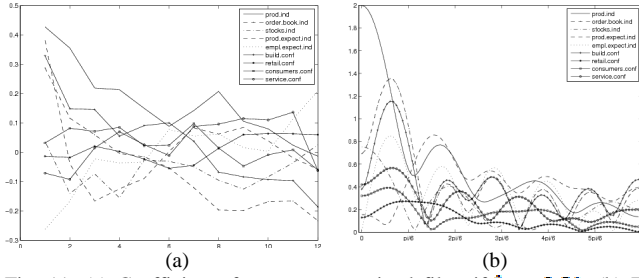 0.5
0.4
0.3
0.2
0.1
0
−0.1
−0.2
−0.3
0 2 4 6 8 10 12
prod.ind
order.book.ind
stocks.ind
prod.expect.ind
empl.expect.ind
build.conf
retail.conf
consumers.conf
service.conf
(a)
2
1.8
1.6
1.4
1.2
1
0.8
0.6
0.4
0.2
0
0 pi/6 2pi/6 3pi/6 4pi/6 5pi/6
prod.ind
order.book.ind
stocks.ind
prod.expect.ind
empl.expect.ind
build.conf
retail.conf
consumers.conf
service.conf
(b)